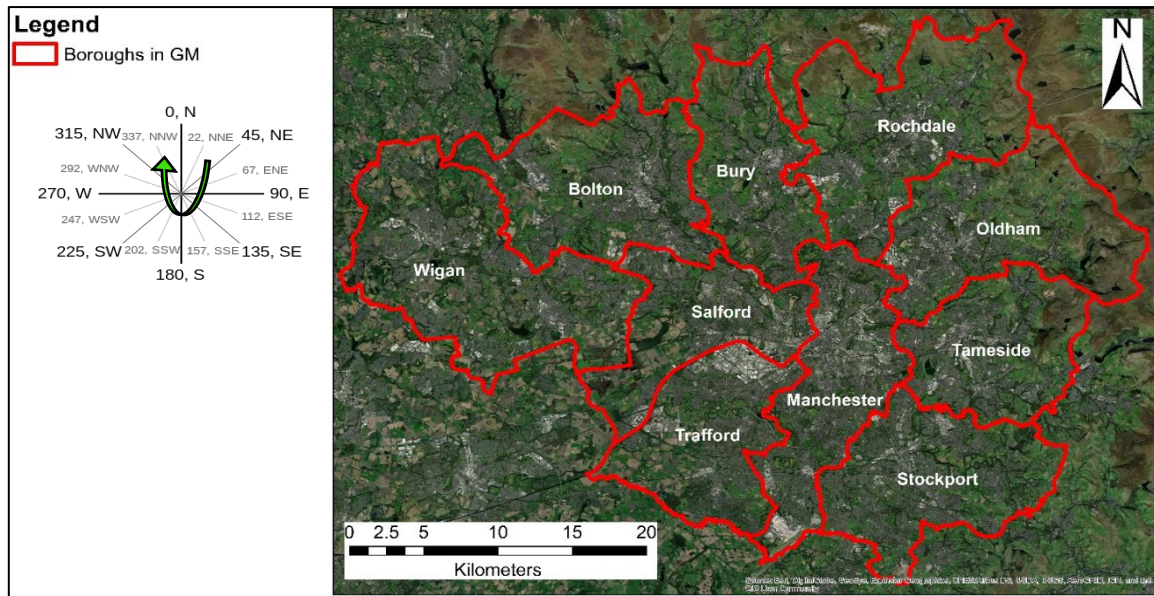 Legend
Boroughs in GM
0, N
315, NW
337, NNW
22, NNE
45, NE
292, WNW
67, ENE
270, W
90, E
247, WSW
112, ESE
225, SW
202, SSW
157, SSE
135, SE
180, S
N
Rochdale
Bury
Bolton
Oldham
Wigan
Salford
Tameside
Manchester
Trafford
Stockport
0 2.5 5 10 15 20
Kilometers